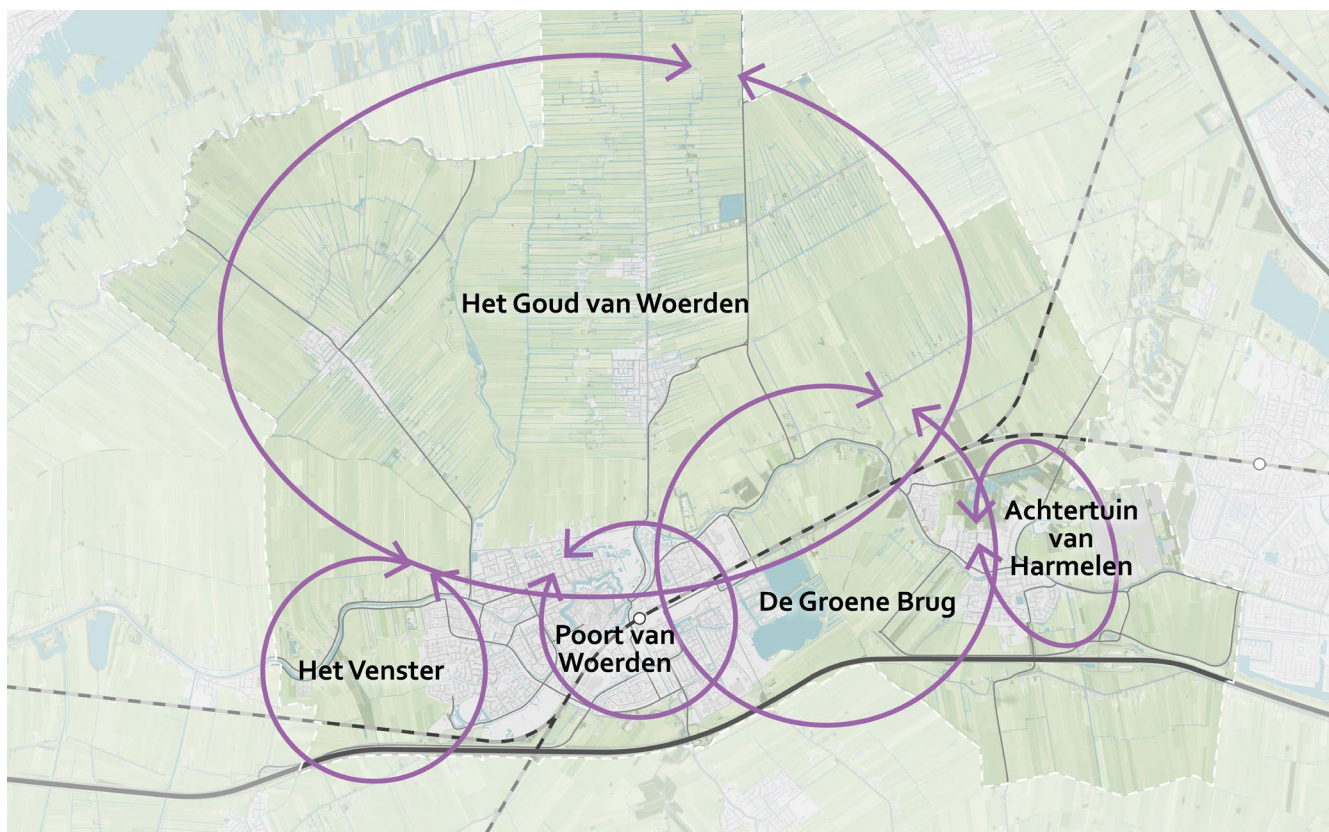 Het Goud van Woerden
Achtertuin
van
Harmelen
De Groene Brug
Poort van
Woerden
Het Venster